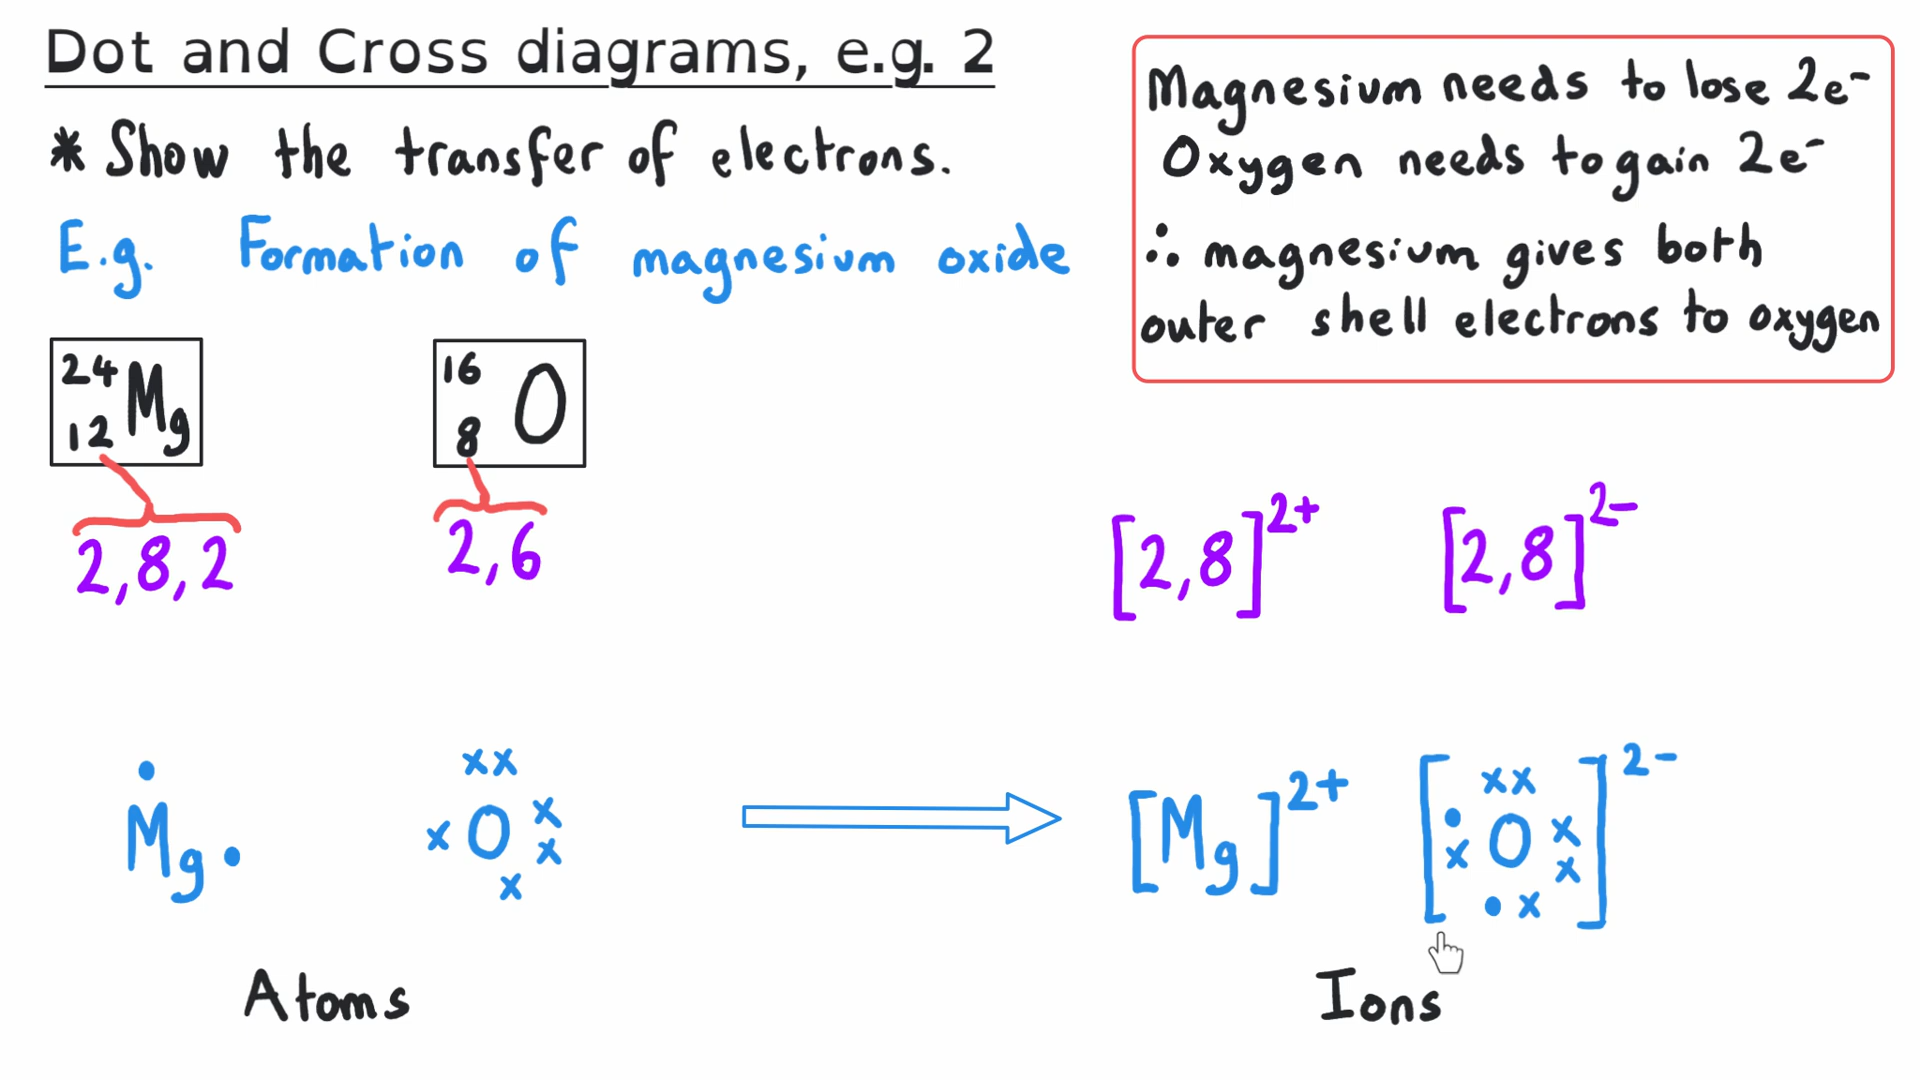 Dot and Cross diagrams, e.g. 2
* Show the transfer of electrons.
E.g. Formation of magnesium oxide
Magnesium needs to lose 2e⁻
Oxygen needs to gain 2e⁻
∴ magnesium gives both
outer shell electrons to oxygen
24
12 Mg
16
8 O
2,8,2
2,6
[2,8]²⁺ [2,8]²⁻
Mg
xx
x O x
x
x
[Mg]²⁺
[ xx ]²⁻
x O x
x
x
Atoms
Ions